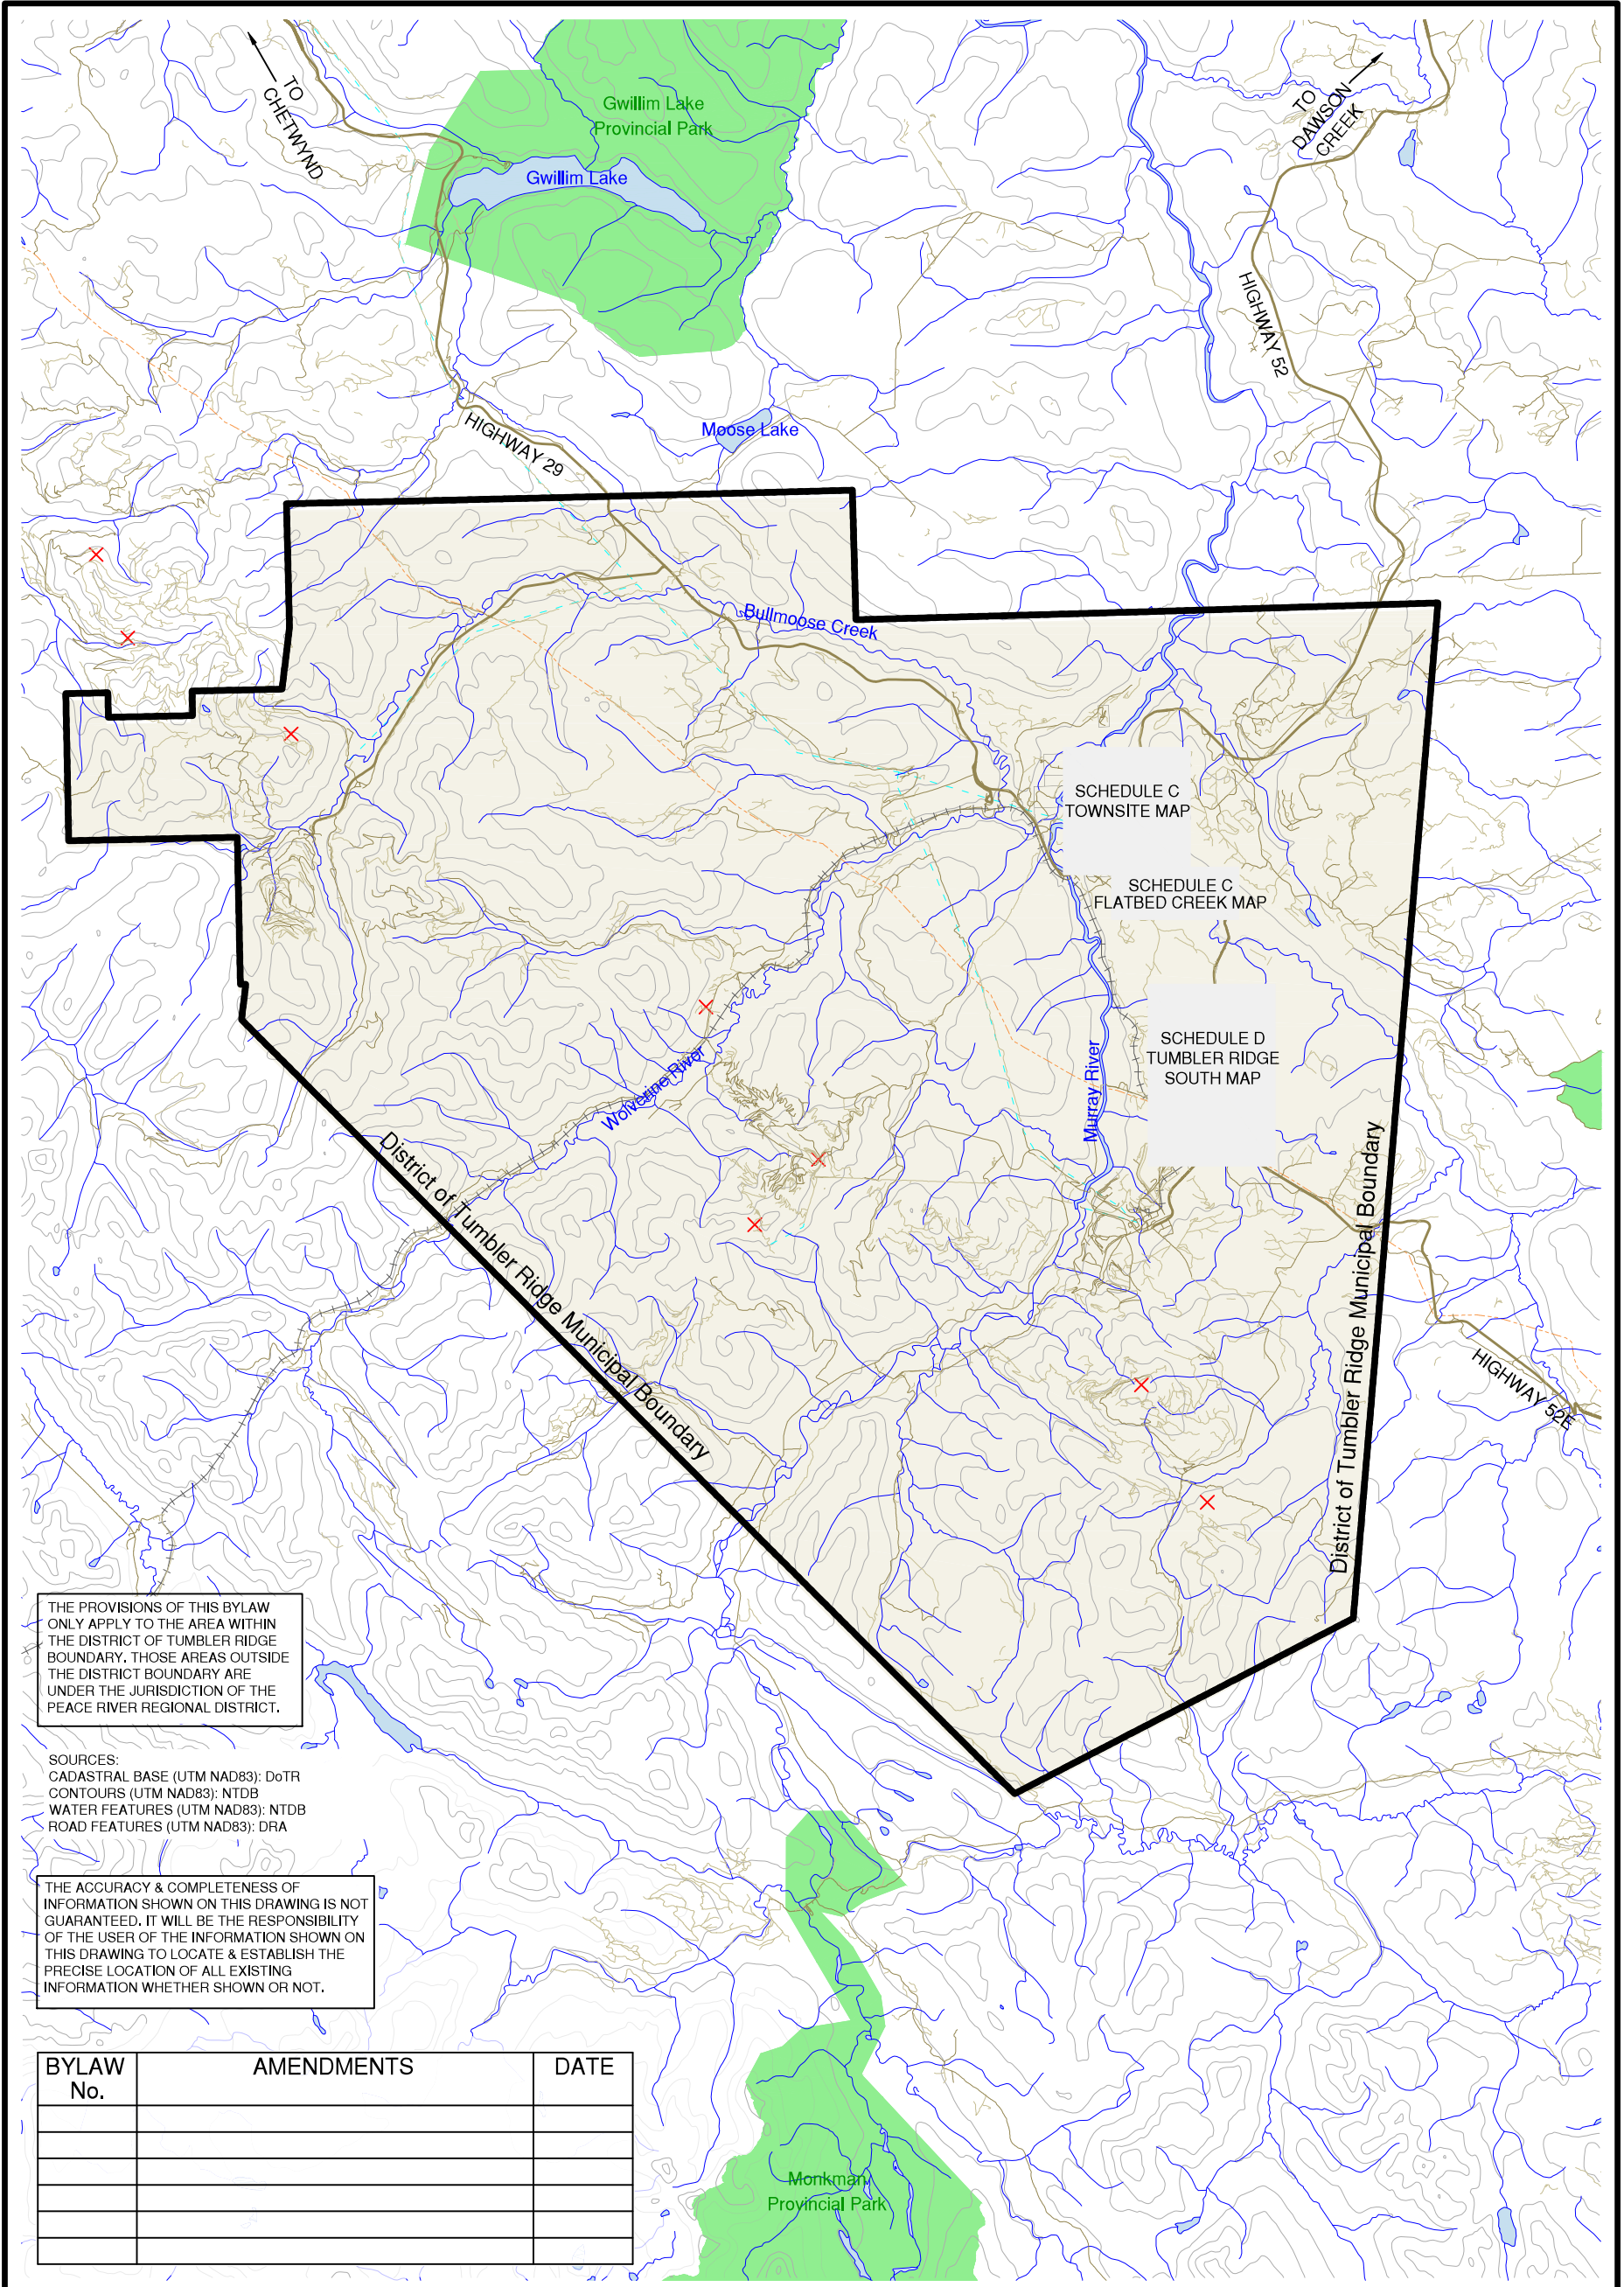 TO
CHETWYND
Gwillim Lake
Provincial Park
Gwillim Lake
TO
DAWSON
CREEK
HIGHWAY 52
Moose Lake
HIGHWAY 29
Bullmoose Creek
SCHEDULE C
TOWNSITE MAP
SCHEDULE C
FLATBED CREEK MAP
SCHEDULE D
TUMBLER RIDGE
SOUTH MAP
Wolverine River
Murray River
District of Tumbler Ridge Municipal Boundary
District of Tumbler Ridge Municipal Boundary
HIGHWAY 52E
THE PROVISIONS OF THIS BYLAW
ONLY APPLY TO THE AREA WITHIN
THE DISTRICT OF TUMBLER RIDGE
BOUNDARY. THOSE AREAS OUTSIDE
THE DISTRICT BOUNDARY ARE
UNDER THE JURISDICTION OF THE
PEACE RIVER REGIONAL DISTRICT.
SOURCES:
CADASTRAL BASE (UTM NAD83): DoTR
CONTOURS (UTM NAD83): NTDB
WATER FEATURES (UTM NAD83): NTDB
ROAD FEATURES (UTM NAD83): DRA
THE ACCURACY & COMPLETENESS OF
INFORMATION SHOWN ON THIS DRAWING IS NOT
GUARANTEED. IT WILL BE THE RESPONSIBILITY
OF THE USER OF THE INFORMATION SHOWN ON
THIS DRAWING TO LOCATE & ESTABLISH THE
PRECISE LOCATION OF ALL EXISTING
INFORMATION WHETHER SHOWN OR NOT.
BYLAW No. AMENDMENTS DATE
Monkman
Provincial Park